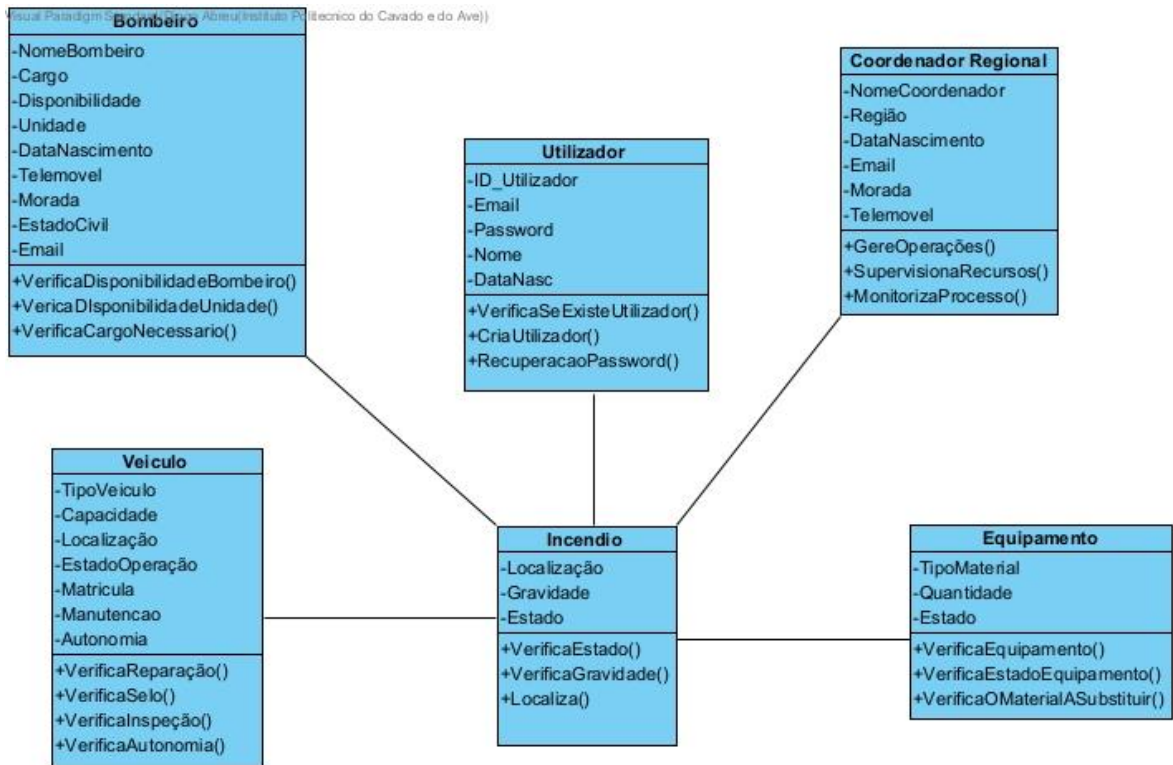 Visual Paradigm Abreu(Instituto Politecnico do Cavado e do Ave))
Bombeiro
-NomeBombeiro
-Cargo
-Disponibilidade
-Unidade
-DataNascimento
-Telemovel
-Morada
-EstadoCivil
-Email
+VerificaDisponibilidadeBombeiro()
+VericaDIsponibilidadeUnidade()
+VerificaCargoNecessario()
Utilizador
-ID_Utilizador
-Email
-Password
-Nome
-DataNasc
+VerificaSeExisteUtilizador()
+CriaUtilizador()
+RecuperacaoPassword()
Coordenador Regional
-NomeCoordenador
-Região
-DataNascimento
-Email
-Morada
-Telemovel
+GereOperações()
+SupervisionaRecursos()
+MonitorizaProcesso()
Veiculo
-TipoVeiculo
-Capacidade
-Localização
-EstadoOperação
-Matricula
-Manutencao
-Autonomia
+VerificaReparação()
+VerificaSelo()
+VerificaInspeção()
+VerificaAutonomia()
Incendio
-Localização
-Gravidade
-Estado
+VerificaEstado()
+VerificaGravidade()
+Localiza()
Equipamento
-TipoMaterial
-Quantidade
-Estado
+VerificaEquipamento()
+VerificaEstadoEquipamento()
+VerificaOMaterialASubstituir()